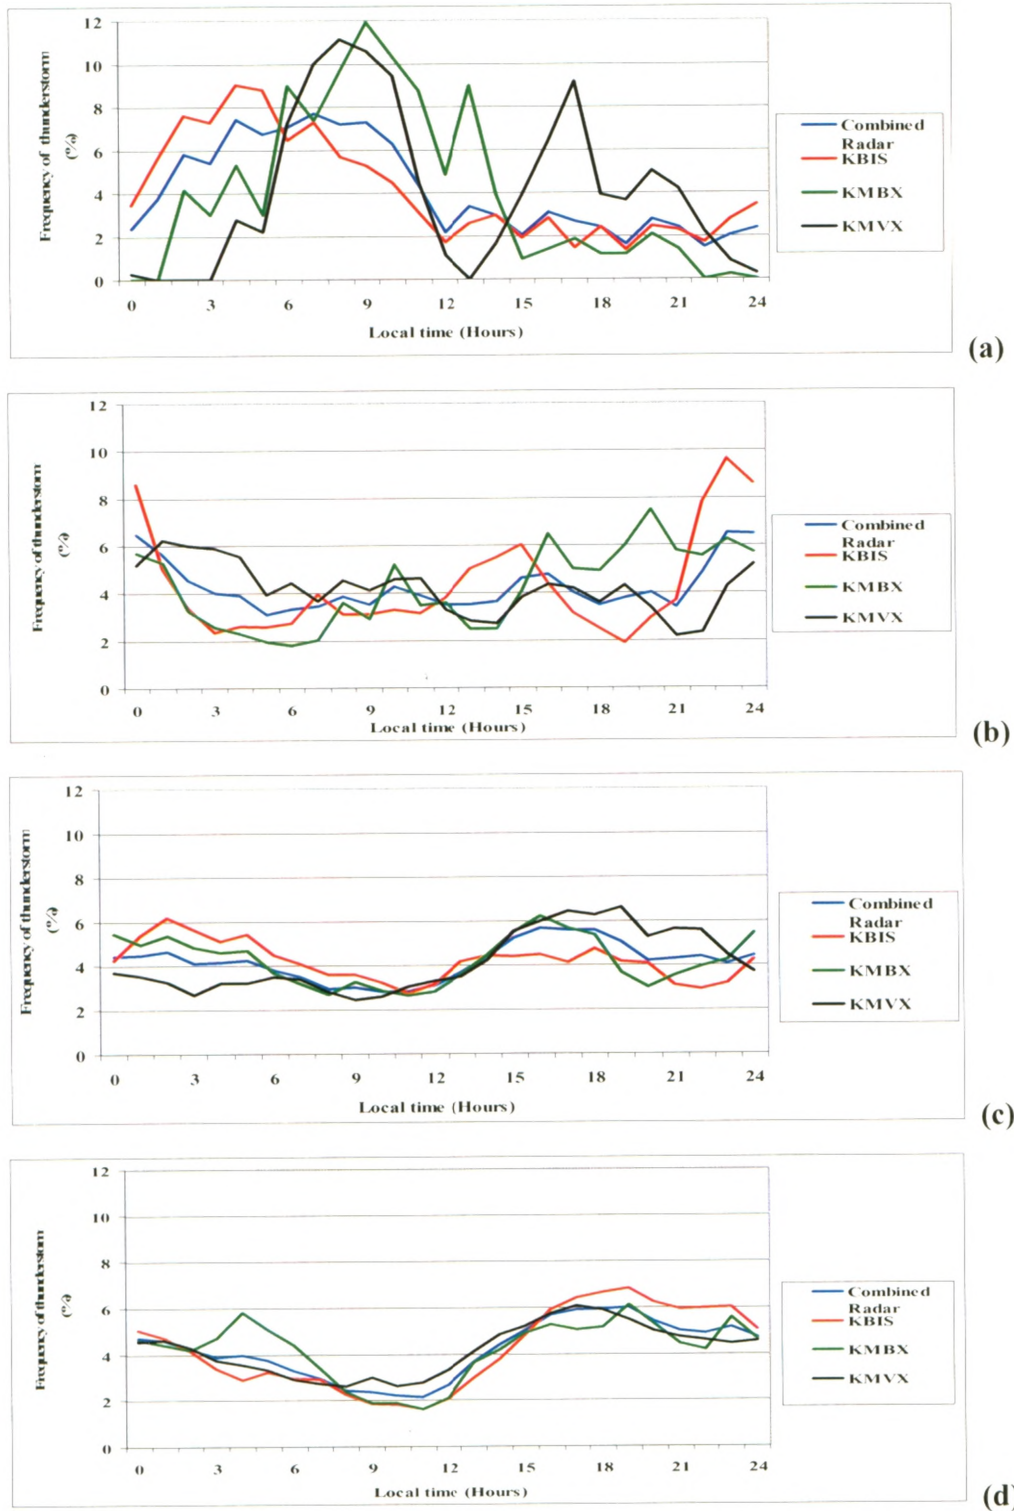 12
10
8
6
4
2
0
Frequency of thunderstorm
(%)
0 3 6 9 12 15 18 21 24
Local time (Hours)
Combined
Radar
KBIS
KMBX
KMVX
(a)
12
10
8
6
4
2
0
Frequency of thunderstorm
(%)
0 3 6 9 12 15 18 21 24
Local time (Hours)
Combined
Radar
KBIS
KMBX
KMVX
(b)
12
10
8
6
4
2
0
Frequency of thunderstorm
(%)
0 3 6 9 12 15 18 21 24
Local time (Hours)
Combined
Radar
KBIS
KMBX
KMVX
(c)
12
10
8
6
4
2
0
Frequency of thunderstorm
(%)
0 3 6 9 12 15 18 21 24
Local time (Hours)
Combined
Radar
KBIS
KMBX
KMVX
(d)